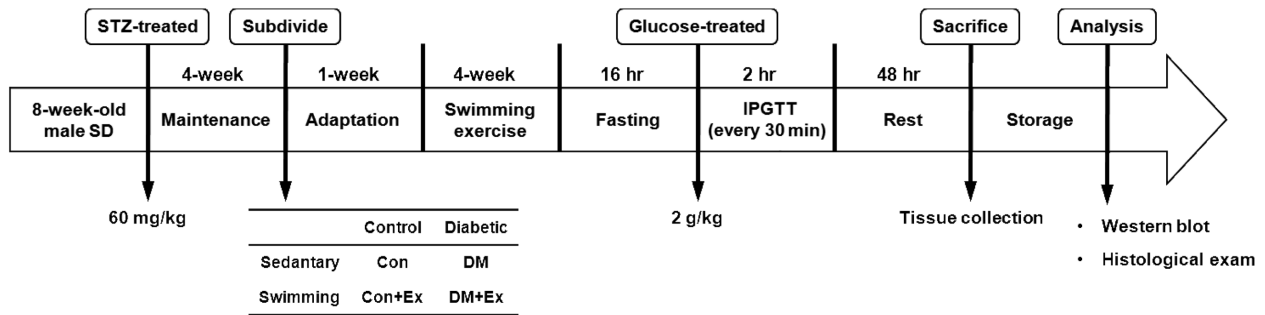 STZ-treated
Subdivide
Glucose-treated
Sacrifice
Analysis
4-week
1-week
4-week
16 hr
2 hr
48 hr
8-week-old
male SD
Maintenance
Adaptation
Swimming
exercise
Fasting
IPGTT
(every 30 min)
Rest
Storage
60 mg/kg
2 g/kg
Tissue collection
• Western blot
• Histological exam
Control Diabetic
Sedantary Con DM
Swimming Con+Ex DM+Ex